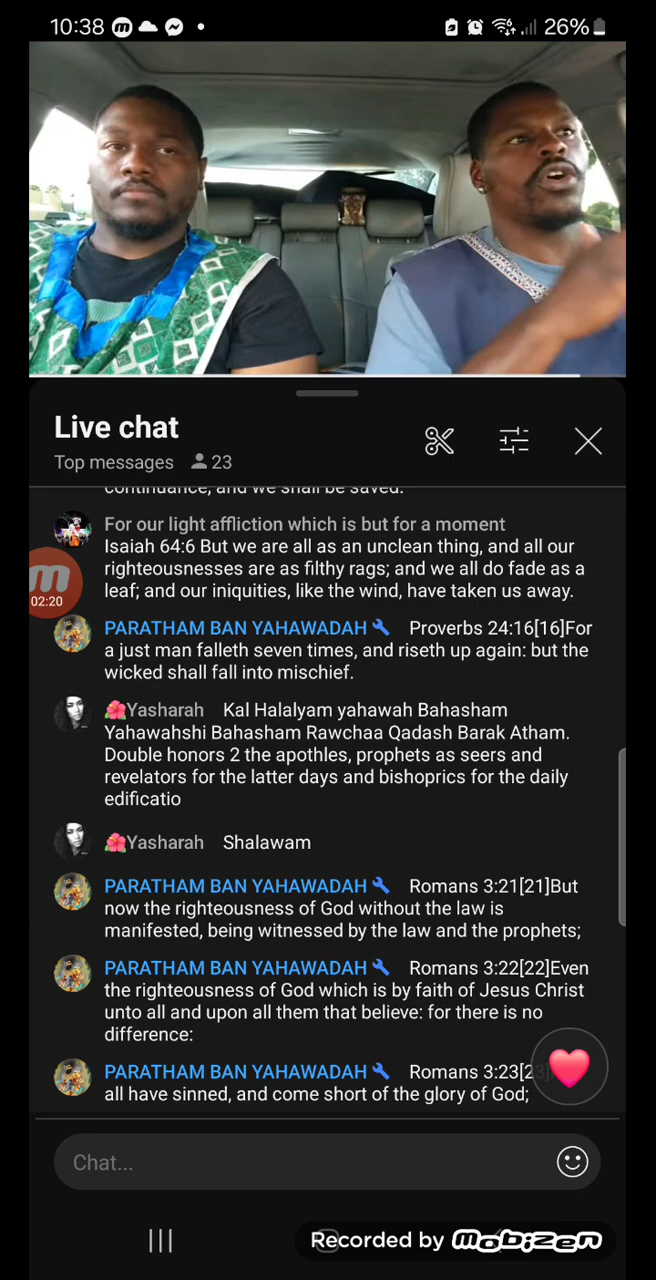 10:38
26%
Live chat
Top messages 23
continuance, and we shall be saved.
For our light affliction which is but for a moment
Isaiah 64:6 But we are all as an unclean thing, and all our
righteousnesses are as filthy rags; and we all do fade as a
leaf; and our iniquities, like the wind, have taken us away.
02:20
PARATHAM BAN YAHAWADAH Proverbs 24:16[16]For
a just man falleth seven times, and riseth up again: but the
wicked shall fall into mischief.
Yasharah Kal Halalyam yahawah Bahasham
Yahawahshi Bahasham Rawchaa Qadash Barak Atham.
Double honors 2 the apothles, prophets as seers and
revelators for the latter days and bishoprics for the daily
edificatio
Yasharah Shalawam
PARATHAM BAN YAHAWADAH Romans 3:21[21]But
now the righteousness of God without the law is
manifested, being witnessed by the law and the prophets;
PARATHAM BAN YAHAWADAH Romans 3:22[22]Even
the righteousness of God which is by faith of Jesus Christ
unto all and upon all them that believe: for there is no
difference:
PARATHAM BAN YAHAWADAH Romans 3:23[23]
all have sinned, and come short of the glory of God;
Chat...
Recorded by mobizen